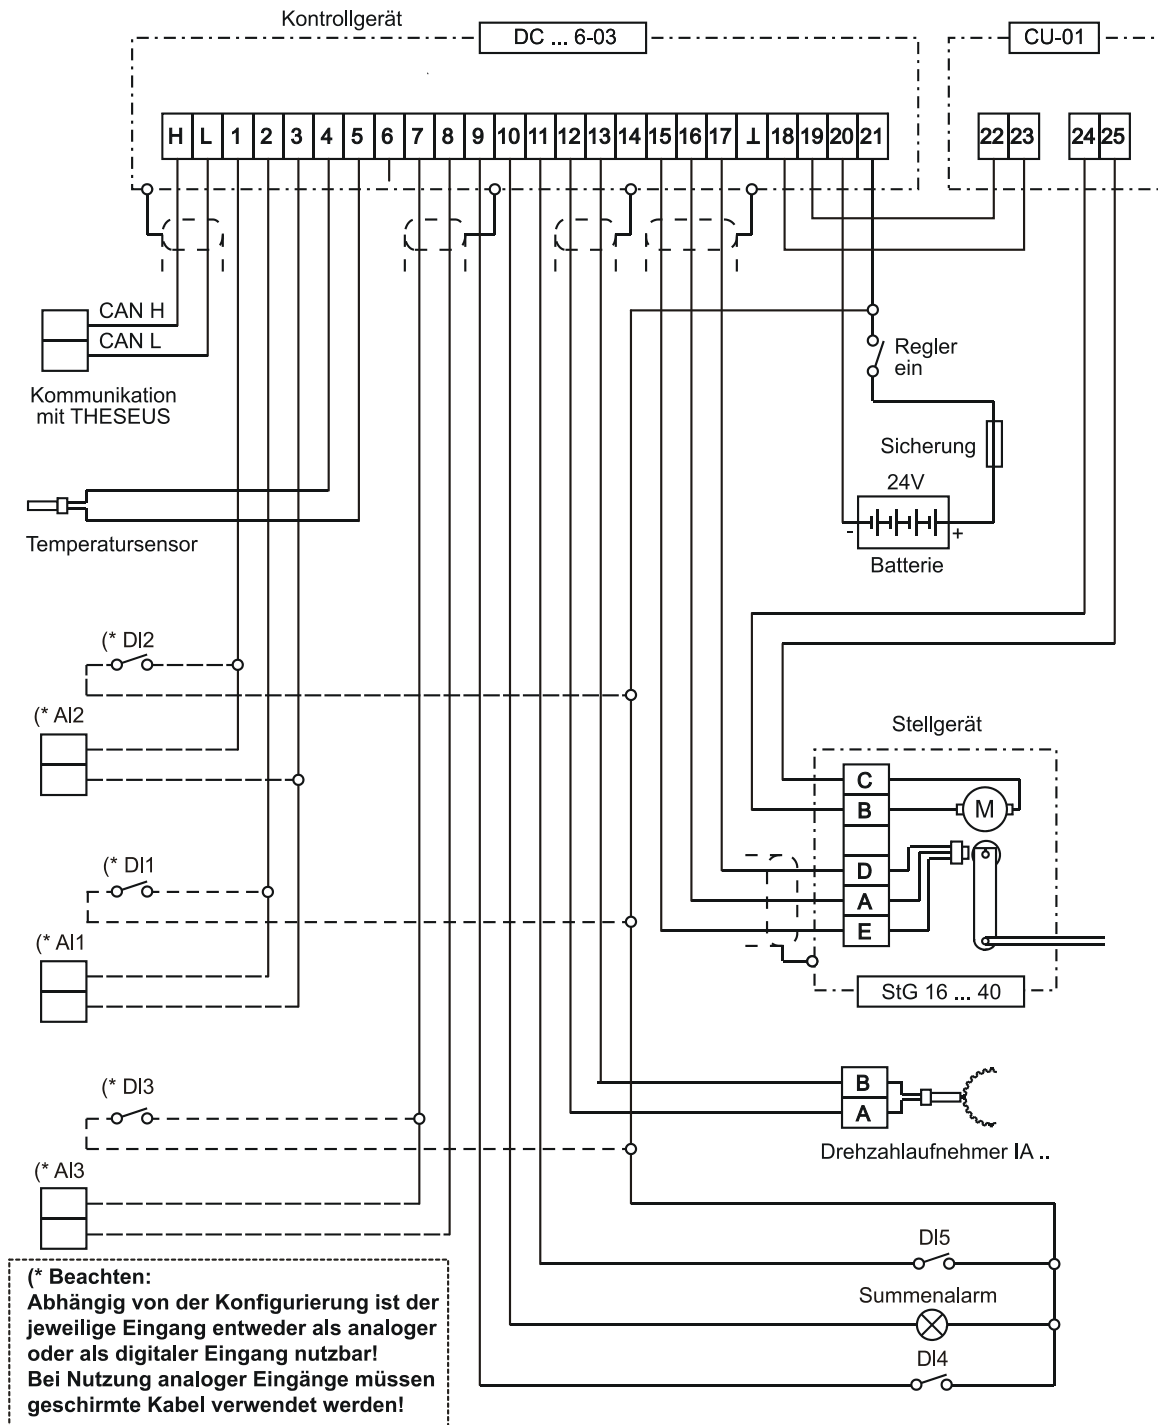 Kontrollgerät
DC ... 6-03
CU-01
H L 1 2 3 4 5 6 7 8 9 10 11 12 13 14 15 16 17 ⊥ 18 19 20 21
22 23
24 25
CAN H
CAN L
Kommunikation
mit THESEUS
Regler
ein
Sicherung
24V
- +
Batterie
Temperatursensor
(* DI2
(* AI2
Stellgerät
C
B
M
D
A
E
StG 16 ... 40
(* DI1
(* AI1
(* DI3
(* AI3
B
A
Drehzahlaufnehmer IA ..
DI5
Summenalarm
DI4
(* Beachten:
Abhängig von der Konfigurierung ist der
jeweilige Eingang entweder als analoger
oder als digitaler Eingang nutzbar!
Bei Nutzung analoger Eingänge müssen
geschirmte Kabel verwendet werden!